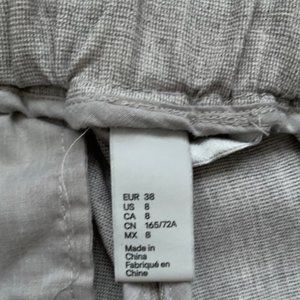 EUR 38
US 8
CA 8
CN 165/72A
MX 8
Made in
China
Fabriqué en
Chine